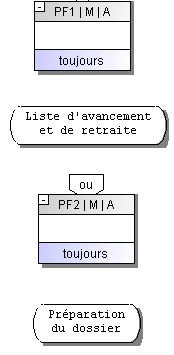 PF1 | M | A
toujours
Liste d'avancement
et de retraite
ou
PF2 | M | A
toujours
Préparation
du dossier